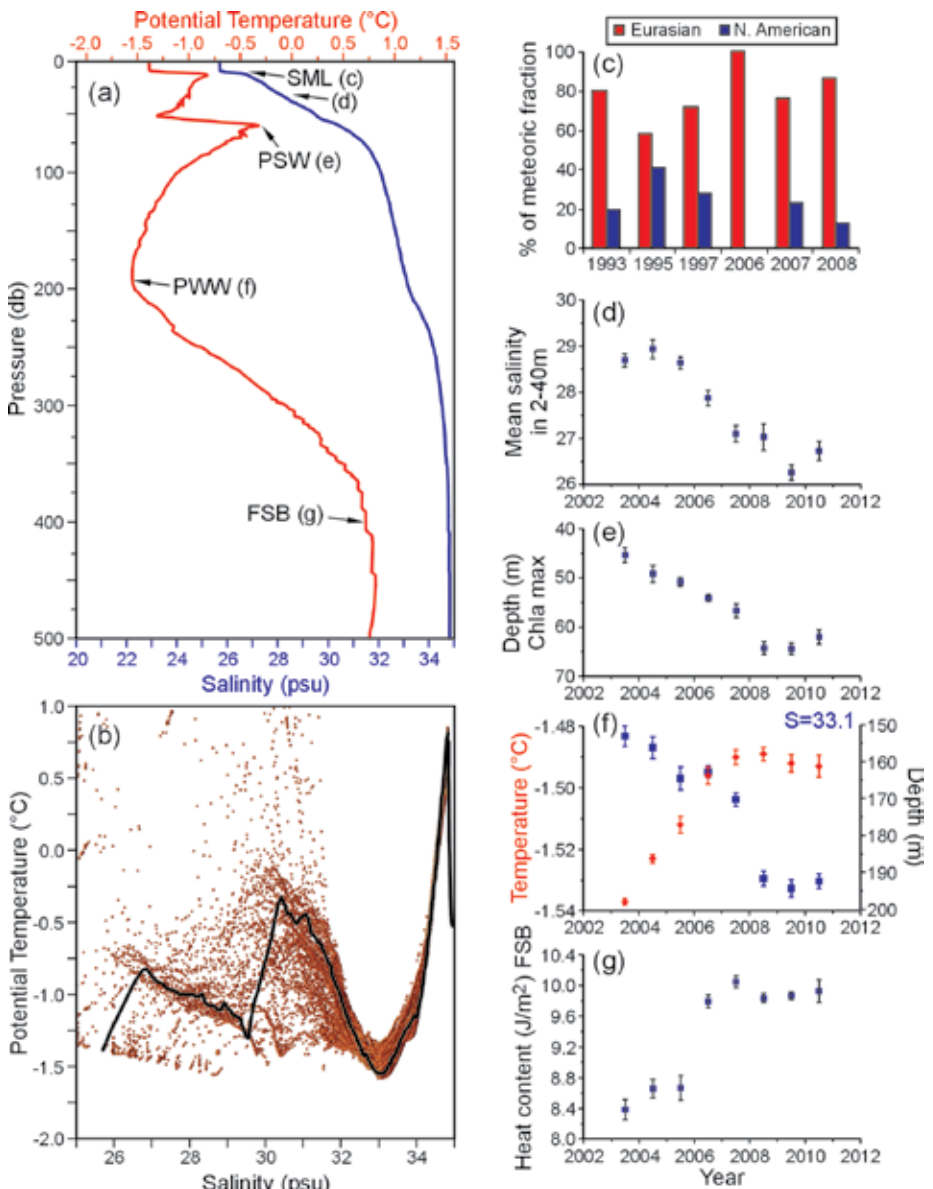 Potential Temperature (°C)
-2.0 -1.5 -1.0 -0.5 0.0 0.5 1.0 1.5
(a)
SML (c)
(d)
PSW (e)
PWW (f)
FSB (g)
0
100
200
300
400
500
Pressure (db)
20 22 24 26 28 30 32 34
Salinity (psu)
(b)
1.0
0.5
0.0
-0.5
-1.0
-1.5
-2.0
Potential Temperature (°C)
26 28 30 32 34
Salinity (psu)
Eurasian N. American
(c)
100
80
60
40
20
0
% of meteoric fraction
1993 1995 1997 2006 2007 2008
(d)
30
29
28
27
26
Mean salinity
in 2-40m
2002 2004 2006 2008 2010 2012
(e)
40
50
60
70
Depth (m)
Chla max
2002 2004 2006 2008 2010 2012
(f)
S=33.1
-1.48
-1.50
-1.52
-1.54
Temperature (°C)
150
160
170
180
190
200
Depth
(m)
2002 2004 2006 2008 2010 2012
(g)
10.4
10.0
9.6
8.8
8.4
8.0
Heat content (J/m²) FSB
2002 2004 2006 2008 2010 2012
Year